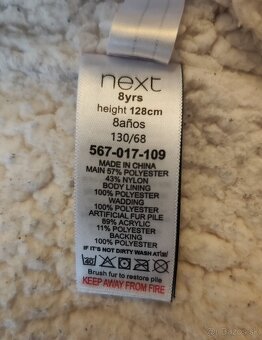 next
8yrs
height 128cm
8años
130/68
567-017-109
MADE IN CHINA
MAIN 57% POLYESTER
43% NYLON
BODY LINING
100% POLYESTER
WADDING
100% POLYESTER
ARTIFICIAL FUR PILE
89% ACRYLIC
11% POLYESTER
BACKING
100% POLYESTER
IF IT'S NOT DIRTY WASH AT 30
40
Brush fur to restore pile
KEEP AWAY FROM FIRE